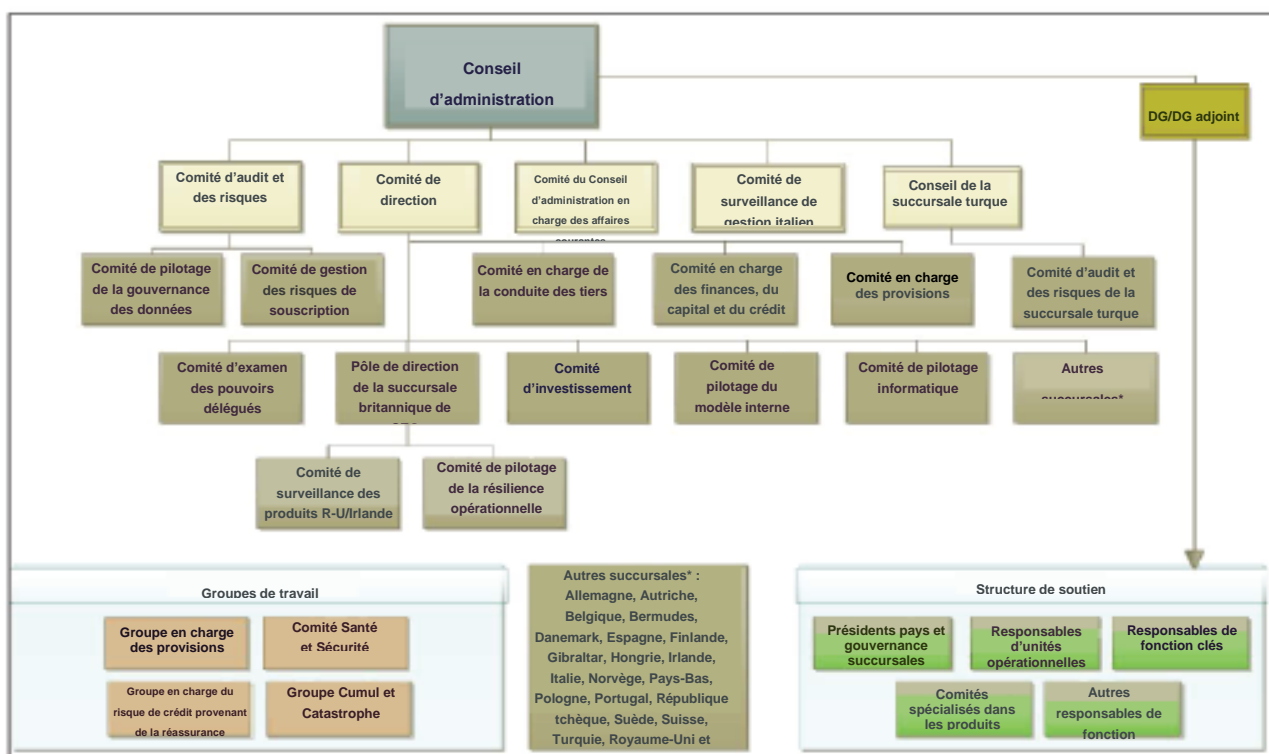 Conseil
d’administration
DG/DG adjoint
Comité d’audit et
des risques
Comité de
direction
Comité du Conseil
d’administration en
charge des affaires
courantes
Comité de
surveillance de
gestion italien
Conseil de la
succursale turque
Comité de pilotage
de la gouvernance
des données
Comité de gestion
des risques de
souscription
Comité en charge de
la conduite des tiers
Comité en charge
des finances, du
capital et du crédit
Comité en charge
des provisions
Comité d’audit et
des risques de la
succursale turque
Comité d’examen
des pouvoirs
délégués
Pôle de direction
de la succursale
britannique de
Comité
d’investissement
Comité de
pilotage du
modèle interne
Comité de pilotage
informatique
Autres
succursales*
Comité de
surveillance des
produits R-U/Irlande
Comité de pilotage
de la résilience
opérationnelle
Groupes de travail
Groupe en charge
des provisions
Comité Santé
et Sécurité
Groupe en charge du
risque de crédit provenant
de la réassurance
Groupe Cumul et
Catastrophe
Autres succursales* :
Allemagne, Autriche,
Belgique, Bermudes,
Danemark, Espagne, Finlande,
Gibraltar, Hongrie, Irlande,
Italie, Norvège, Pays-Bas,
Pologne, Portugal, République
tchèque, Suède, Suisse,
Turquie, Royaume-Uni et
Structure de soutien
Présidents pays et
gouvernance
succursales
Responsables
d’unités
opérationnelles
Responsables de
fonction clés
Comités
spécialisés dans
les produits
Autres
responsables de
fonction